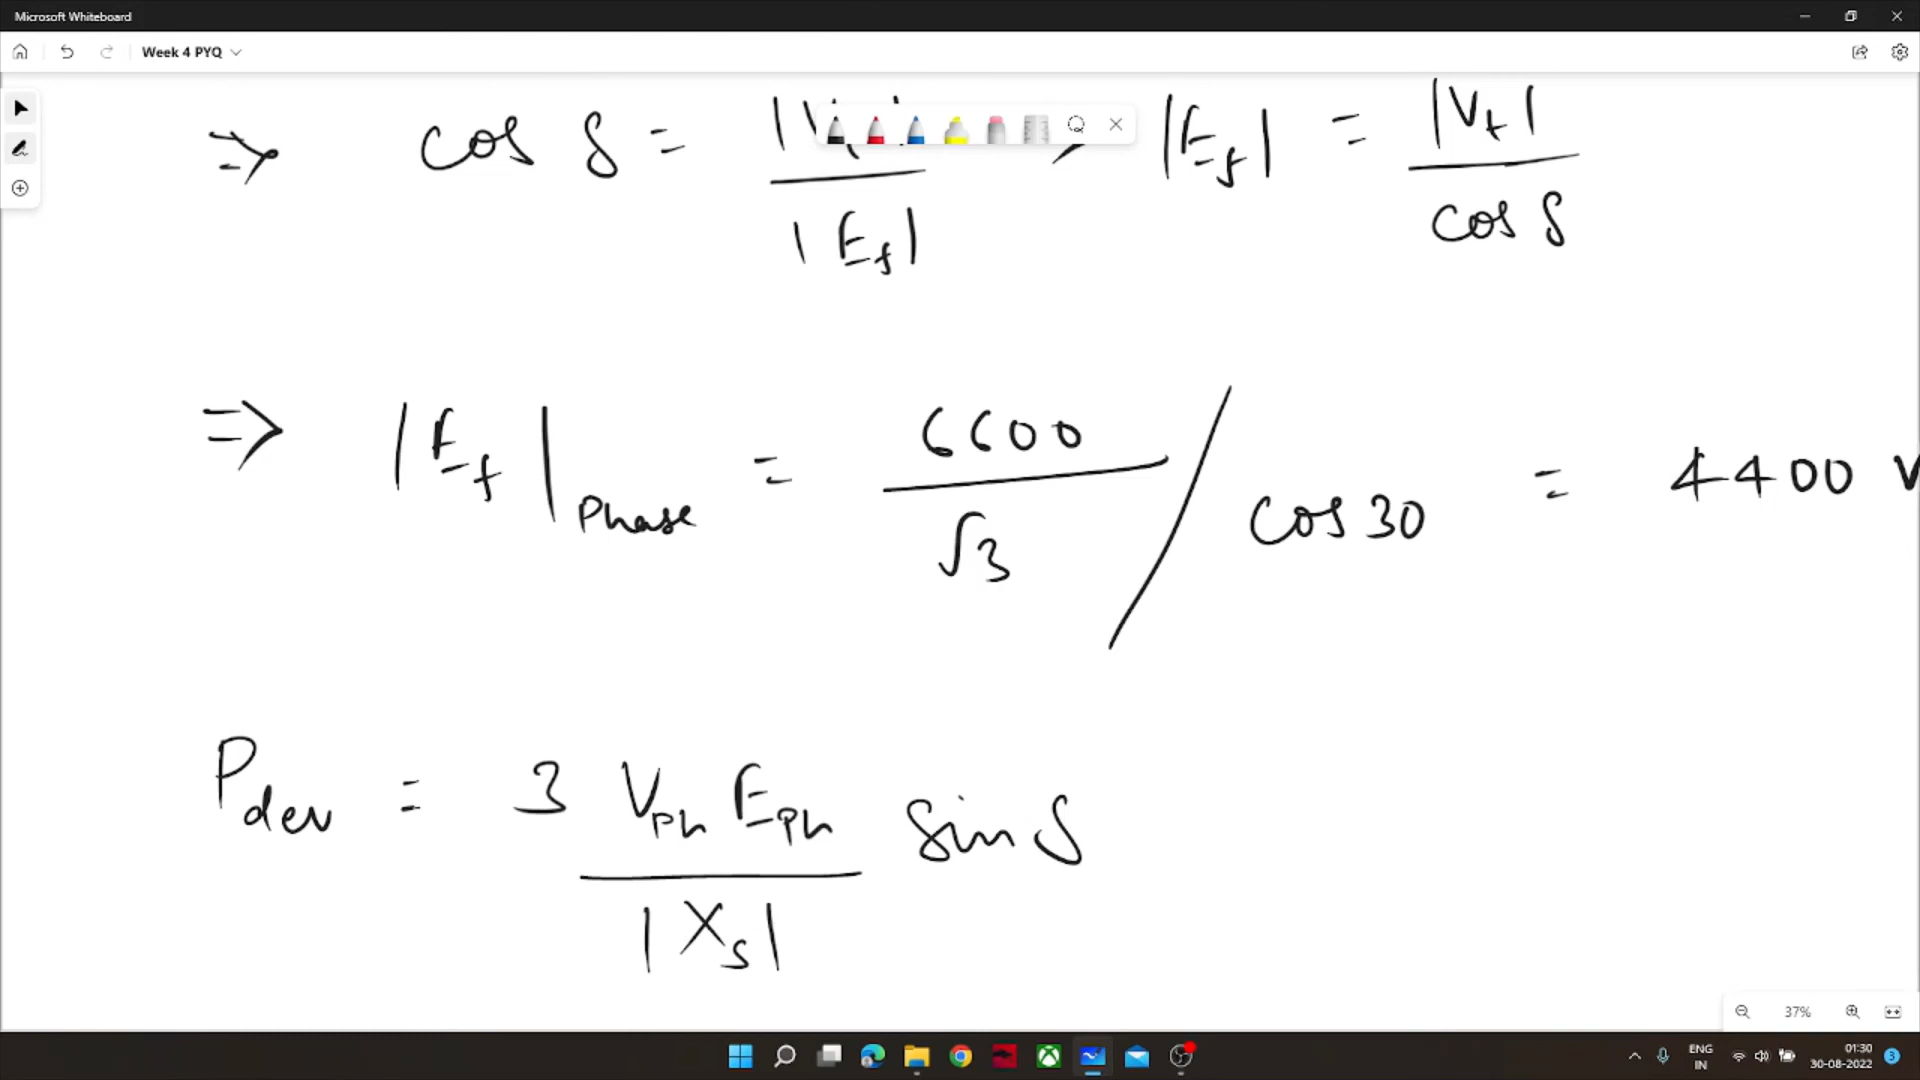 Microsoft Whiteboard
Week 4 PYQ
⇒ cos δ = / |E_f| |E_f| = |V_t| / cos δ
⇒ |E_f|_Phase = 6600 / √3 / cos 30 = 4400 V
P_dev = 3 V_Ph E_Ph / |X_s| sin δ
37%
ENG
IN
01:30
30-08-2022
3